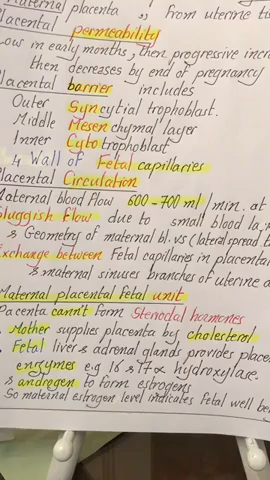 placenta ,, from uterine
lacental permeability
Low in early months, then progressive incr
then decreases by end of pregnancy
Placental barrier includes
Outer Syncytial trophoblast.
Middle Mesenchymal layer
Inner Cytotrophoblast
4 Wall of Fetal capillaries
Placental Circulation
Maternal blood flow 600-700 ml/min. at
sluggish Flow due to small blood la
& Geometry of maternal bl. vs (lateral spread
Exchange between Fetal capillaries in placenta
& maternal sinuses branches of uterine a
Maternal placental fetal unit
Pacenta can't form Steriodal hormones
. Mother supplies placenta by cholesterol
. Fetal liver & adrenal glands provides place
enzymes e.g 16 & 17α hydroxylase.
& androgen to form estrogens
So maternal estrogen level indicates fetal well be